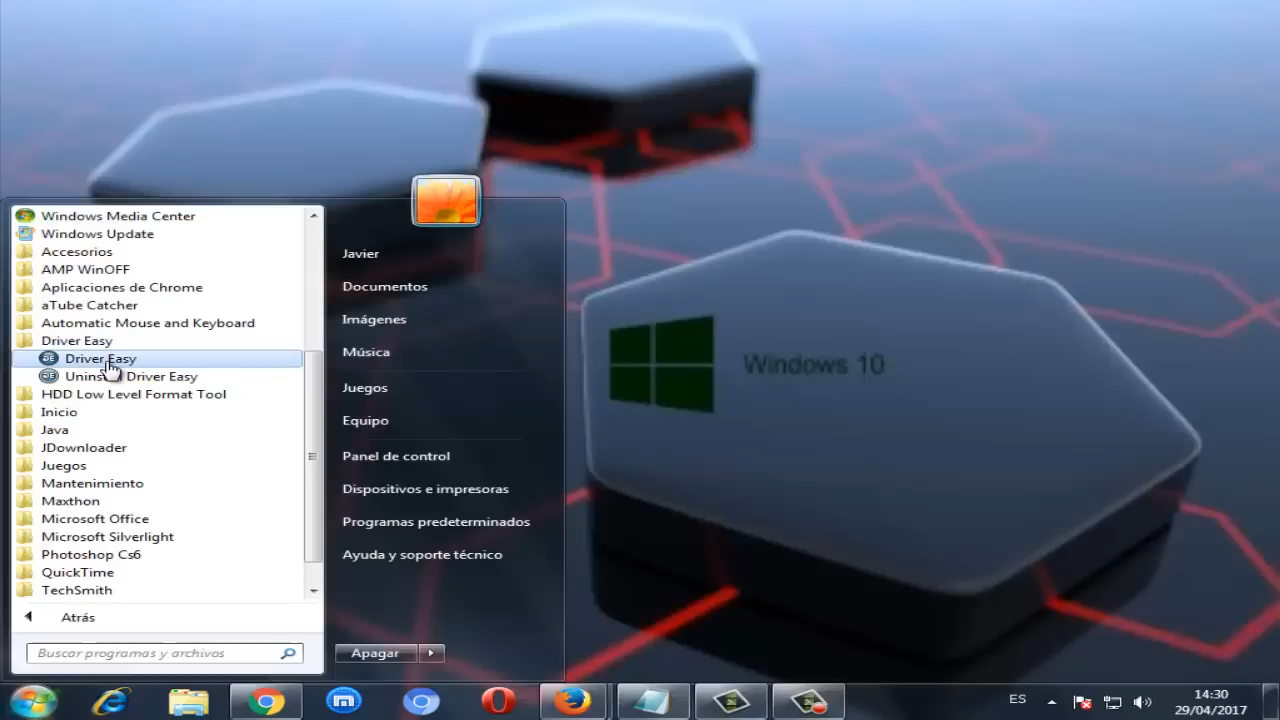 Windows Media Center
Windows Update
Accesorios
AMP WinOFF
Aplicaciones de Chrome
aTube Catcher
Automatic Mouse and Keyboard
Driver Easy
Driver Easy
Driver Easy
HDD Low Level Format Tool
Inicio
Java
JDownloader
Juegos
Mantenimiento
Maxthon
Microsoft Office
Microsoft Silverlight
Photoshop Cs6
QuickTime
TechSmith
Atrás
Buscar programas y archivos
Javier
Documentos
Imágenes
Música
Juegos
Equipo
Panel de control
Dispositivos e impresoras
Programas predeterminados
Ayuda y soporte técnico
Apagar
Windows 10
ES
14:30
29/04/2017